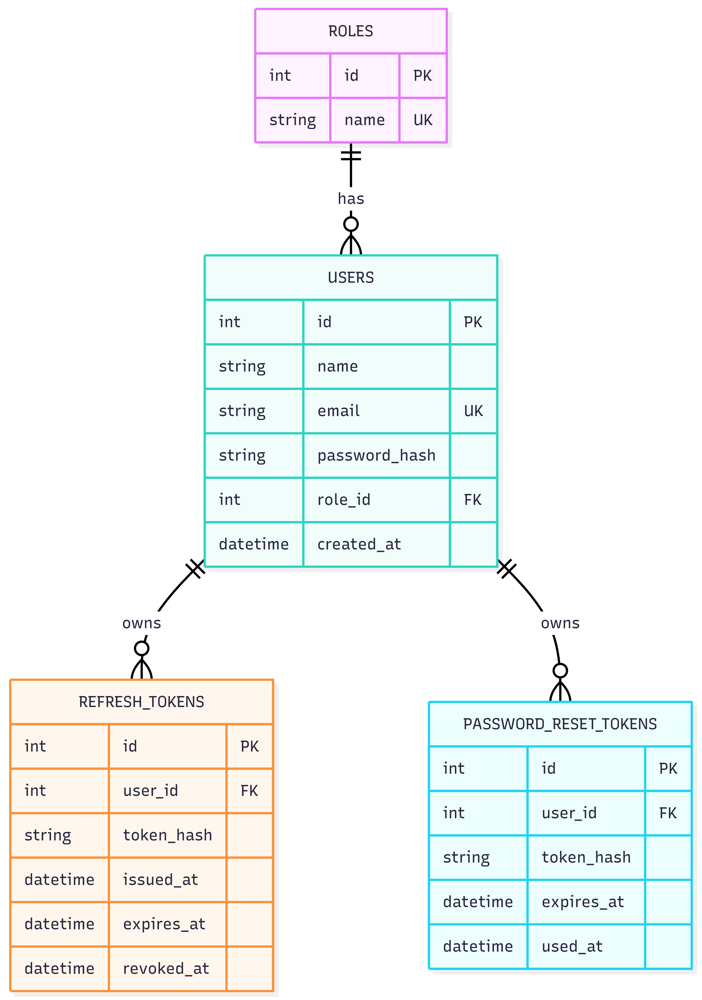 ROLES
int id PK
string name UK
has
USERS
int id PK
string name
string email UK
string password_hash
int role_id FK
datetime created_at
owns
owns
REFRESH_TOKENS
int id PK
int user_id FK
string token_hash
datetime issued_at
datetime expires_at
datetime revoked_at
PASSWORD_RESET_TOKENS
int id PK
int user_id FK
string token_hash
datetime expires_at
datetime used_at